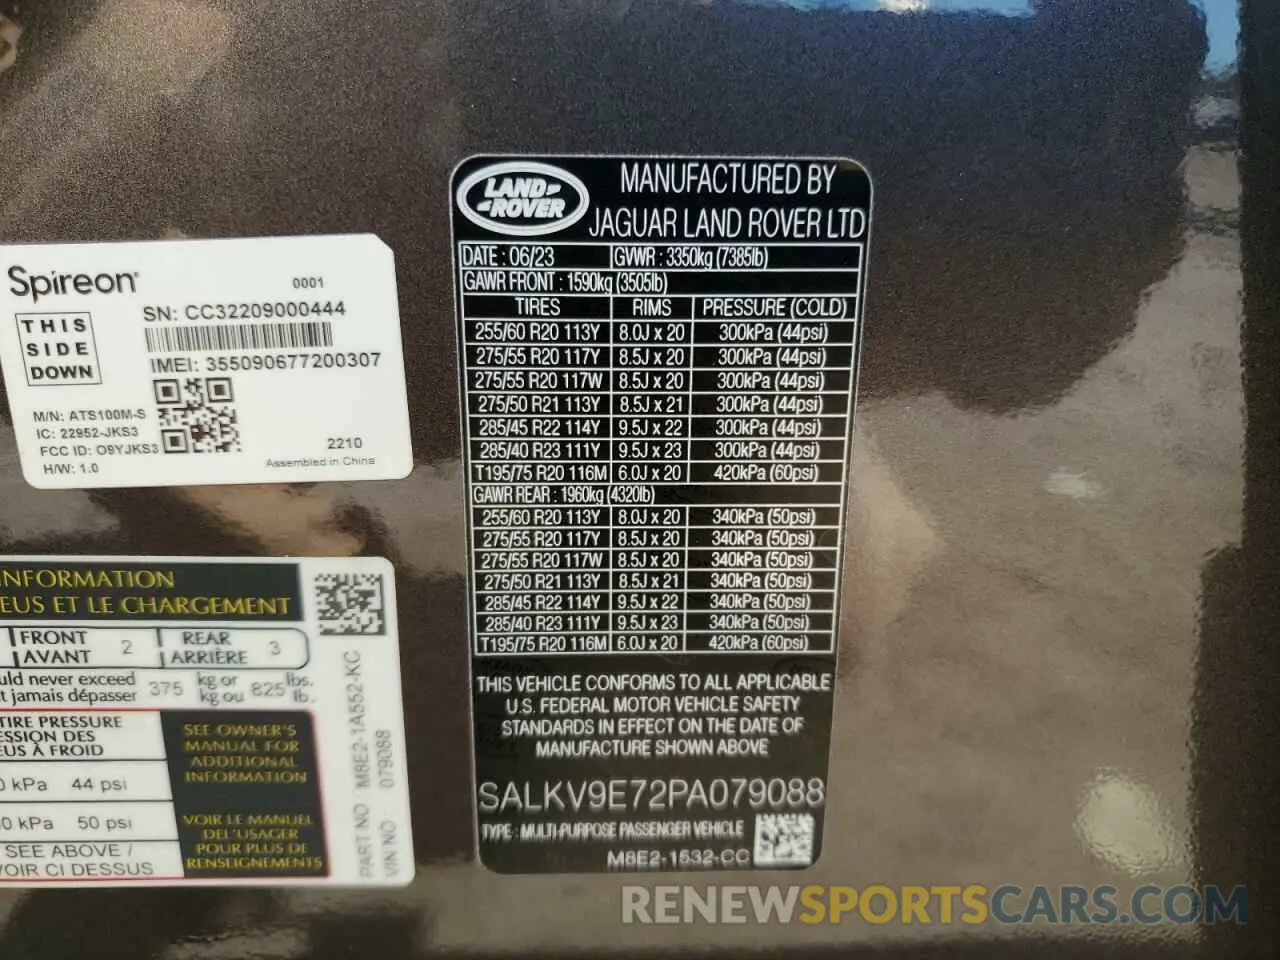 Spireon
0001
SN: CC32209000444
THIS
SIDE
DOWN
IMEI: 355090677200307
M/N: ATS100M-S
IC: 22952-JKS3
FCC ID: O9YJKS3
H/W: 1.0
2210
Assembled in China
INFORMATION
EUS ET LE CHARGEMENT
FRONT 2 REAR 3
AVANT ARRIÈRE
uld never exceed 375 kg or 825 lbs.
t jamais dépasser kg ou lb.
TIRE PRESSURE
ESSION DES
EUS À FROID
0 kPa 44 psi
0 kPa 50 psi
SEE ABOVE /
VOIR CI DESSUS
SEE OWNER'S
MANUAL FOR
ADDITIONAL
INFORMATION
VOIR LE MANUEL
DE L'USAGER
POUR PLUS DE
RENSEIGNEMENTS
PART NO M8E2-1A552-KC
VIN NO 079088
LAND-
-ROVER
MANUFACTURED BY
JAGUAR LAND ROVER LTD
DATE : 06/23 GVWR : 3350kg (7385lb)
GAWR FRONT : 1590kg (3505lb)
TIRES RIMS PRESSURE (COLD)
255/60 R20 113Y 8.0J x 20 300kPa (44psi)
275/55 R20 117Y 8.5J x 20 300kPa (44psi)
275/55 R20 117W 8.5J x 20 300kPa (44psi)
275/50 R21 113Y 8.5J x 21 300kPa (44psi)
285/45 R22 114Y 9.5J x 22 300kPa (44psi)
285/40 R23 111Y 9.5J x 23 300kPa (44psi)
T195/75 R20 116M 6.0J x 20 420kPa (60psi)
GAWR REAR : 1960kg (4320lb)
255/60 R20 113Y 8.0J x 20 340kPa (50psi)
275/55 R20 117Y 8.5J x 20 340kPa (50psi)
275/55 R20 117W 8.5J x 20 340kPa (50psi)
275/50 R21 113Y 8.5J x 21 340kPa (50psi)
285/45 R22 114Y 9.5J x 22 340kPa (50psi)
285/40 R23 111Y 9.5J x 23 340kPa (50psi)
T195/75 R20 116M 6.0J x 20 420kPa (60psi)
THIS VEHICLE CONFORMS TO ALL APPLICABLE
U.S. FEDERAL MOTOR VEHICLE SAFETY
STANDARDS IN EFFECT ON THE DATE OF
MANUFACTURE SHOWN ABOVE
SALKV9E72PA079088
TYPE : MULTI-PURPOSE PASSENGER VEHICLE
M8E2-1532-CC
RENEWSPORTSCARS.COM